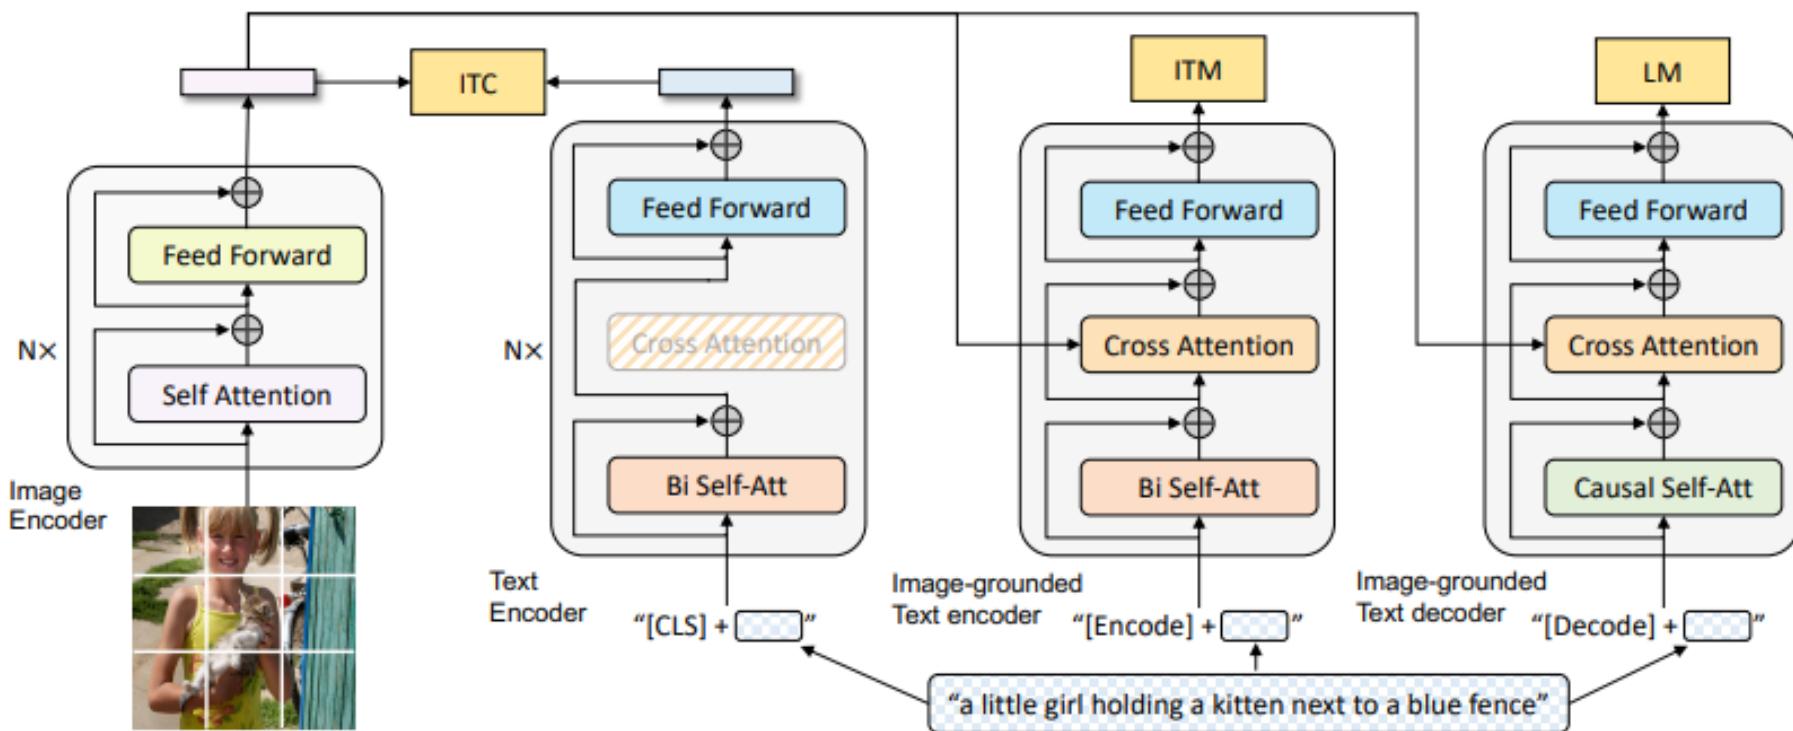 ITC
ITM
LM
Feed Forward
Self Attention
N×
Image
Encoder
Feed Forward
Cross Attention
Bi Self-Att
N×
Text
Encoder
“[CLS] + ”
Feed Forward
Cross Attention
Bi Self-Att
Image-grounded
Text encoder
“[Encode] + ”
Feed Forward
Cross Attention
Causal Self-Att
Image-grounded
Text decoder
“[Decode] + ”
“a little girl holding a kitten next to a blue fence”